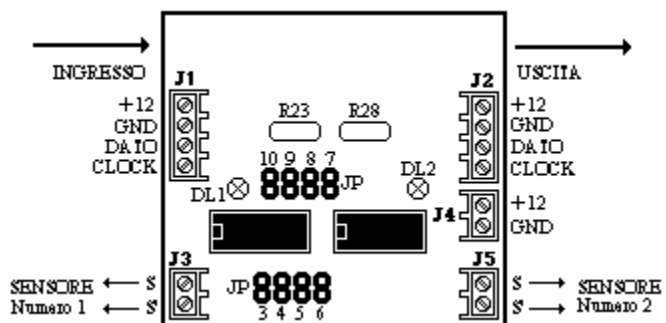 INGRESSO
J1
+12
GND
DATO
CLOCK
R23 R28
10 9 8 7
JP
DL1
DL2
USCITA
J2
+12
GND
DATO
CLOCK
J4
+12
GND
J3
SENSORE S
Numero 1 S'
JP
3 4 5 6
J5
S SENSORE
S' Numero 2